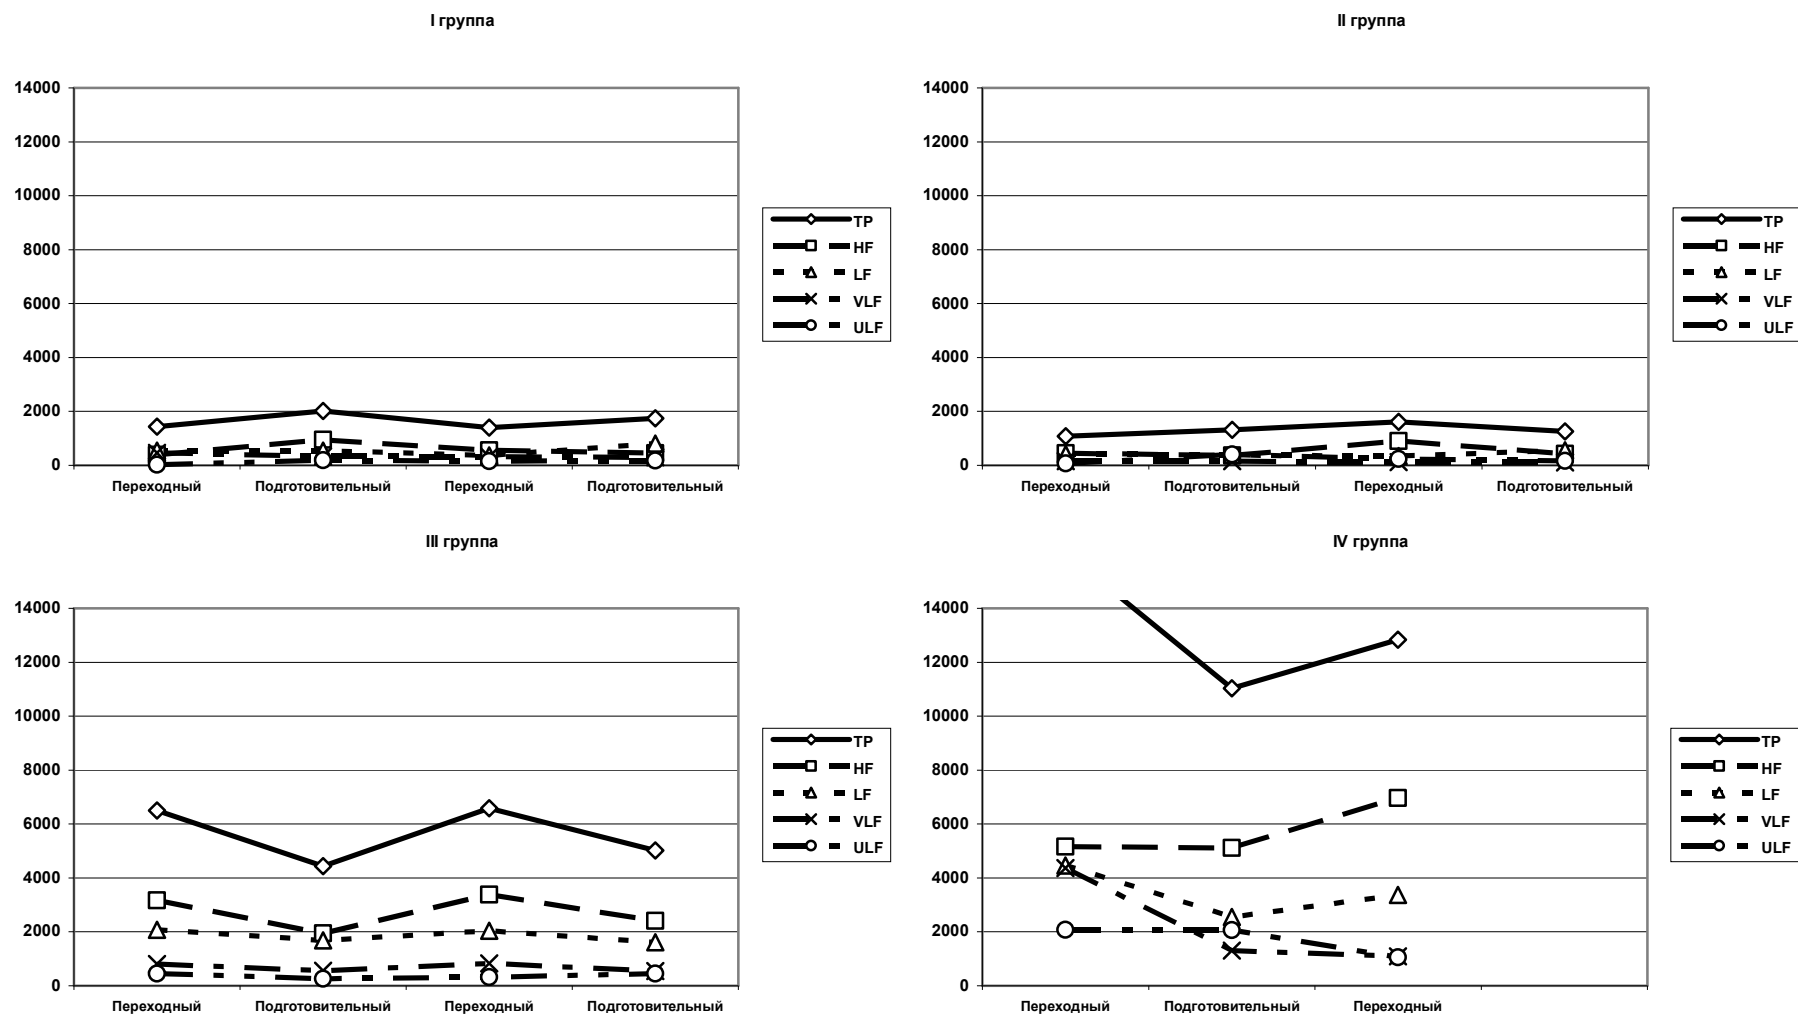 I группа
14000
12000
10000
8000
6000
4000
2000
0
Переходный Подготовительный Переходный Подготовительный
TP
HF
LF
VLF
ULF
II группа
14000
12000
10000
8000
6000
4000
2000
0
Переходный Подготовительный Переходный Подготовительный
TP
HF
LF
VLF
ULF
III группа
14000
12000
10000
8000
6000
4000
2000
0
Переходный Подготовительный Переходный Подготовительный
TP
HF
LF
VLF
ULF
IV группа
14000
12000
10000
8000
6000
4000
2000
0
Переходный Подготовительный Переходный
TP
HF
LF
VLF
ULF